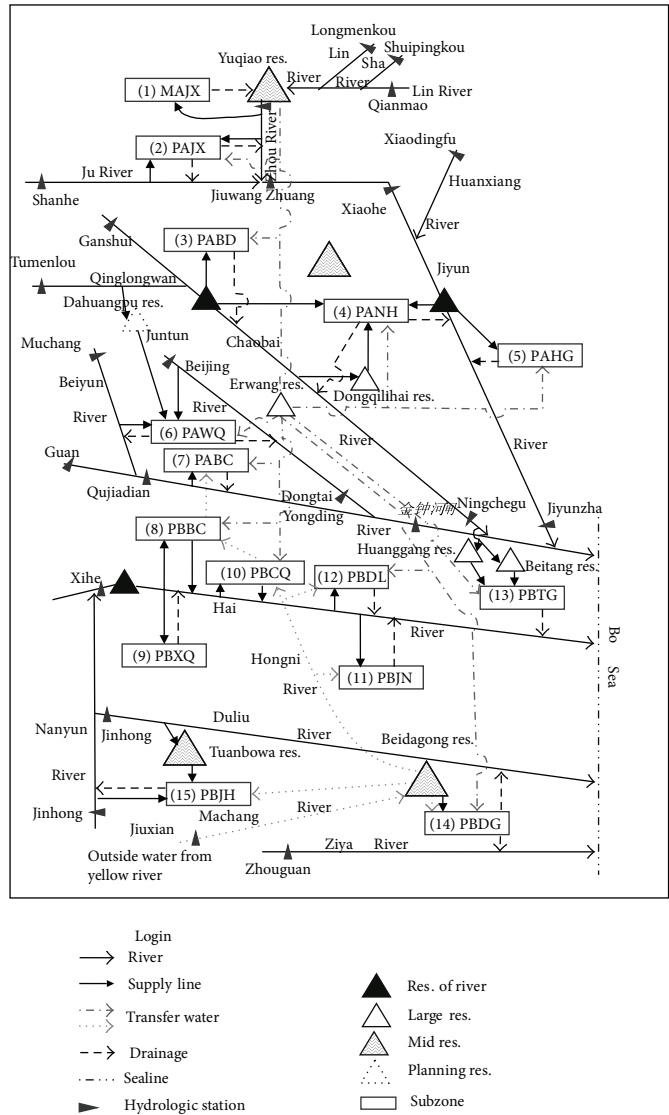 Longmenkou
Lin
Shuipingkou
Sha
Yuqiao res.
River
River
Lin River
Qianmao
(1) MAJX
Zhou River
(2) PAJX
Xiaodingfu
Ju River
Huanxiang
Shanhe
Jiuwang Zhuang
Xiaohe
River
Ganshui
(3) PABD
Tumenlou
Qinglongwan
Jiyun
Dahuangpu res.
(4) PANH
Juntun
Chaobai
Muchang
Beijing
(5) PAHG
Beiyun
Erwang res.
Dongqilihai res.
River
River
(6) PAWQ
River
River
Guan
(7) PABC
Qujiadian
Dongtai
Yongding
金钟河闸
Ningchegu
Jiyunzha
River
(8) PBBC
Huanggang res.
Beitang res.
Xihe
(10) PBCQ
(12) PBDL
(13) PBTG
Hai
River
Bo
Sea
(9) PBXQ
Hongni
(11) PBJN
River
Nanyun
Duliu
Jinhong
River
Beidagong res.
Tuanbowa res.
River
(15) PBJH
River
Jinhong
Machang
(14) PBDG
Jiuxian
Outside water from
yellow river
Ziya River
Zhouguan
Login
River
Supply line
Transfer water
Drainage
Sealine
Hydrologic station
Res. of river
Large res.
Mid res.
Planning res.
Subzone